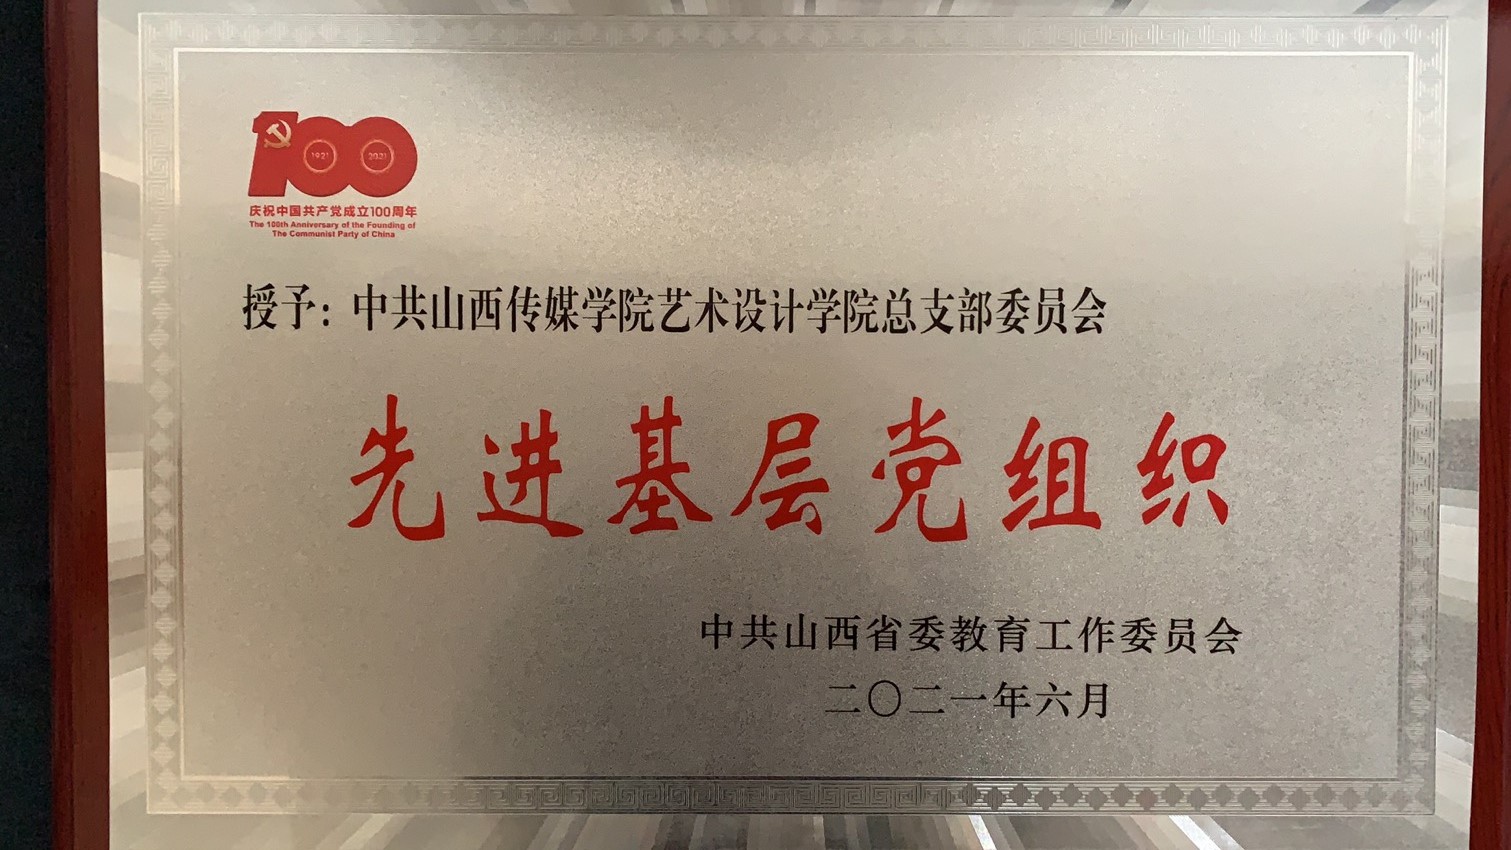 100
1921 2021
庆祝中国共产党成立100周年
The 100th Anniversary of the Founding of
The Communist Party of China
授予：中共山西传媒学院艺术设计学院总支部委员会
先进基层党组织
中共山西省委教育工作委员会
二〇二一年六月